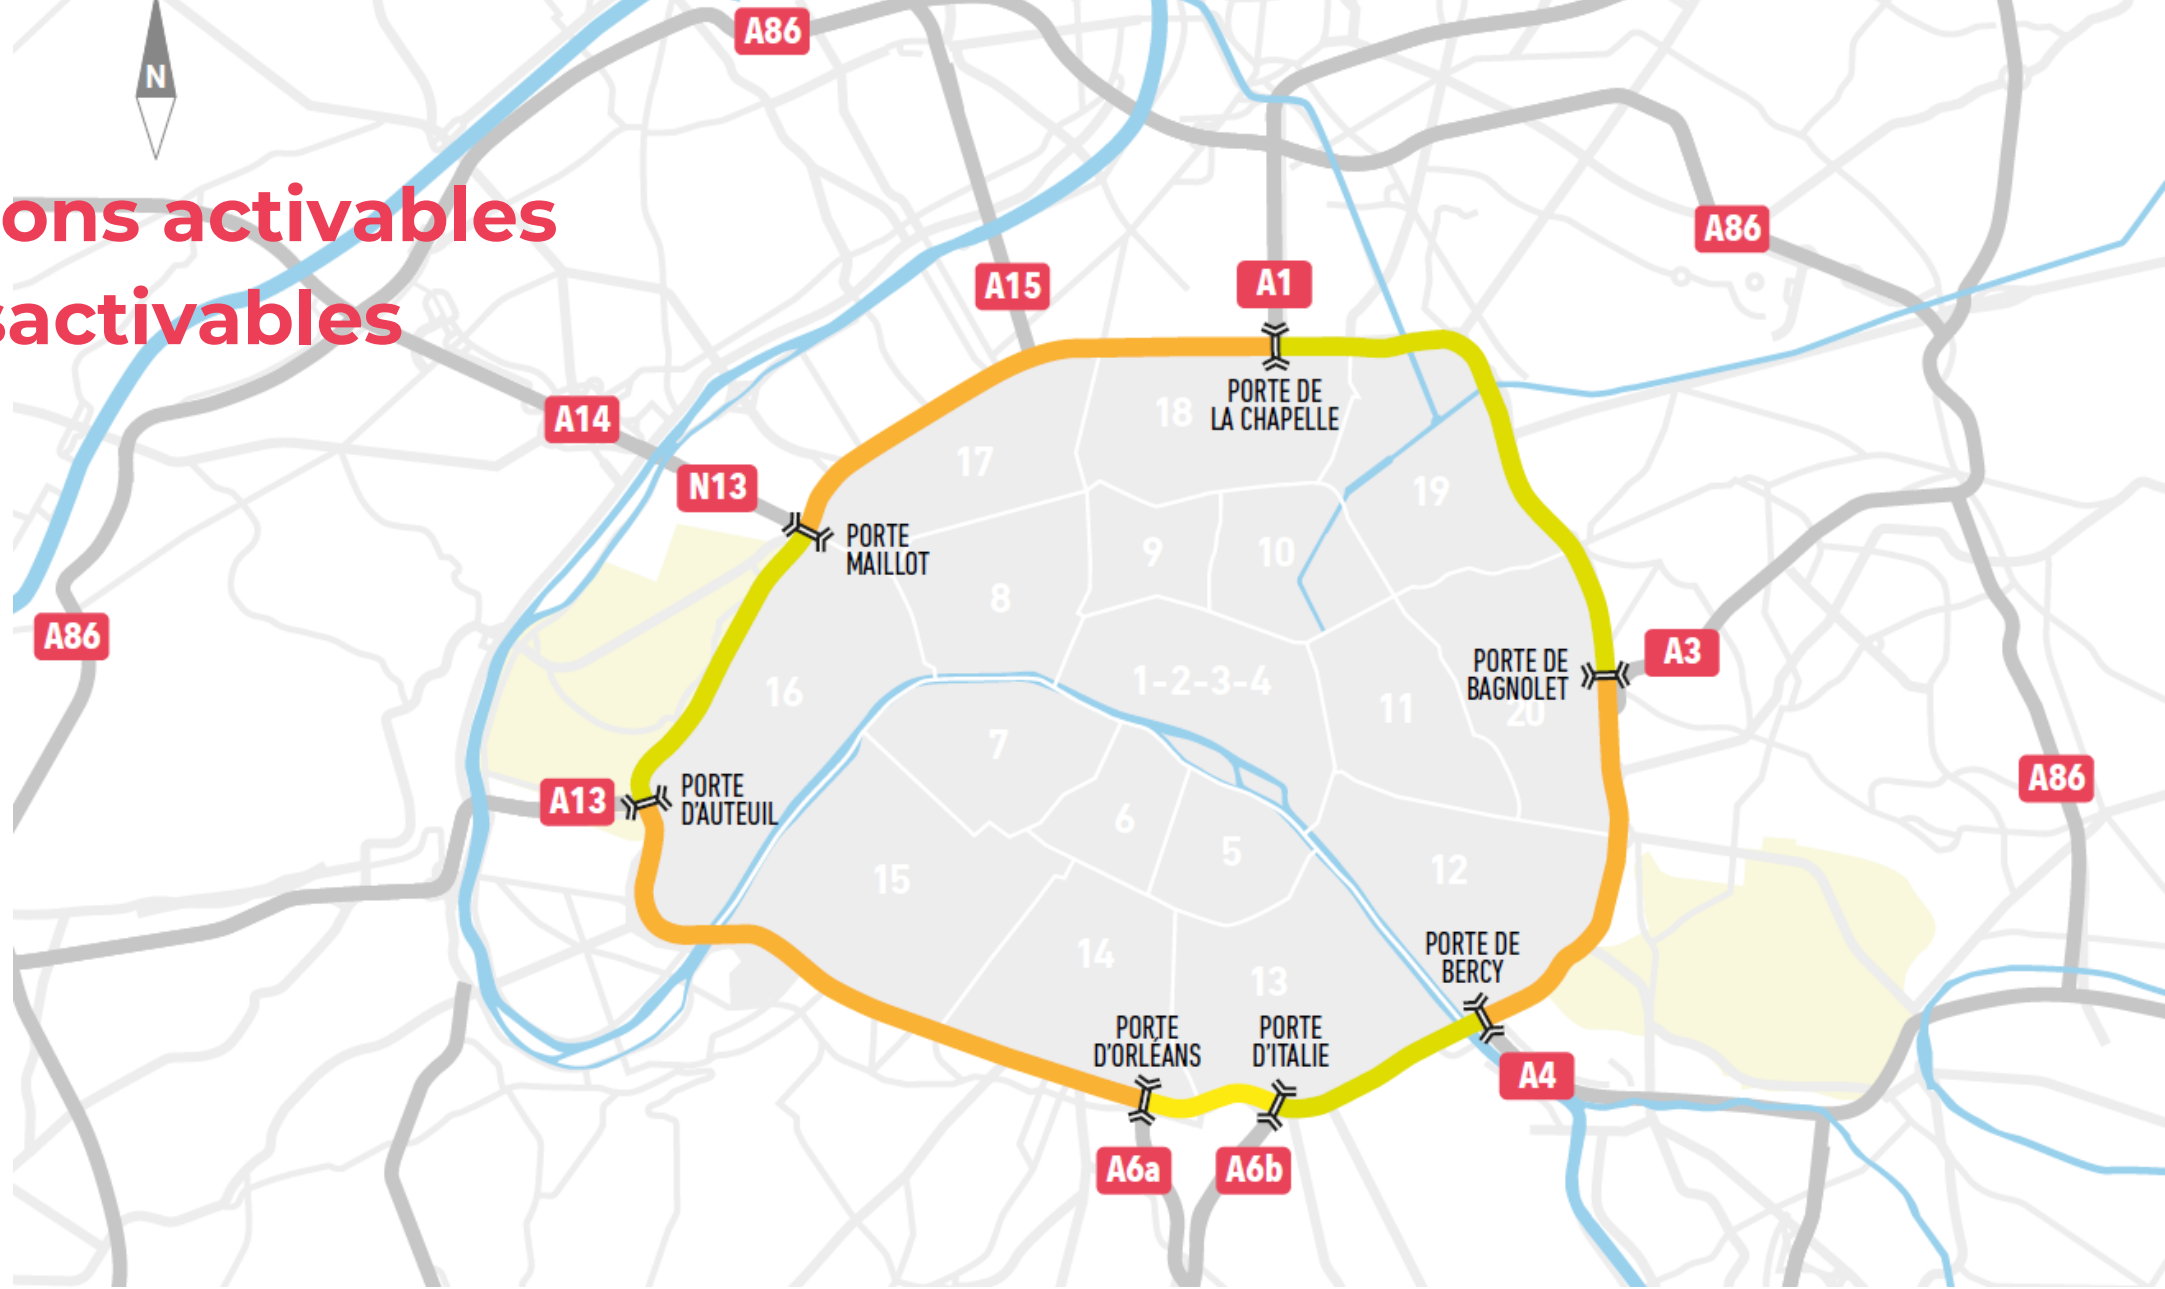 A86
N
ons activables
sactivables
A86
A15
A1
PORTE DE
LA CHAPELLE
A14
N13
PORTE
MAILLOT
18
17
19
9
10
8
A86
A3
PORTE DE
BAGNOLET
16
1-2-3-4
11
20
7
A13
PORTE
D'AUTEUIL
A86
6
5
15
12
14
13
PORTE DE
BERCY
PORTE
D'ORLÉANS
PORTE
D'ITALIE
A4
A6a
A6b